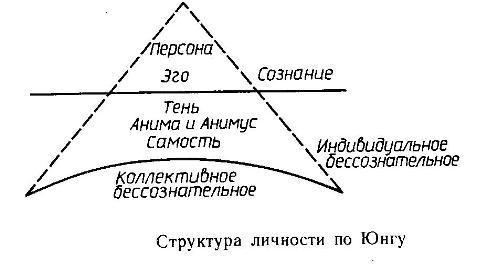 Персона
Эго
Сознание
Тень
Анима и Анимус
Самость
Индивидуальное
бессознательное
Коллективное
бессознательное
Структура личности по Юнгу